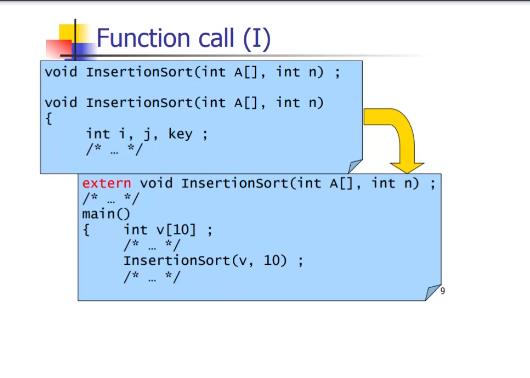 Function call (I)
void InsertionSort(int A[], int n) ;
void InsertionSort(int A[], int n)
{
int i, j, key ;
/* … */
extern void InsertionSort(int A[], int n) ;
/* … */
main()
{ int v[10] ;
/* … */
InsertionSort(v, 10) ;
/* … */
9